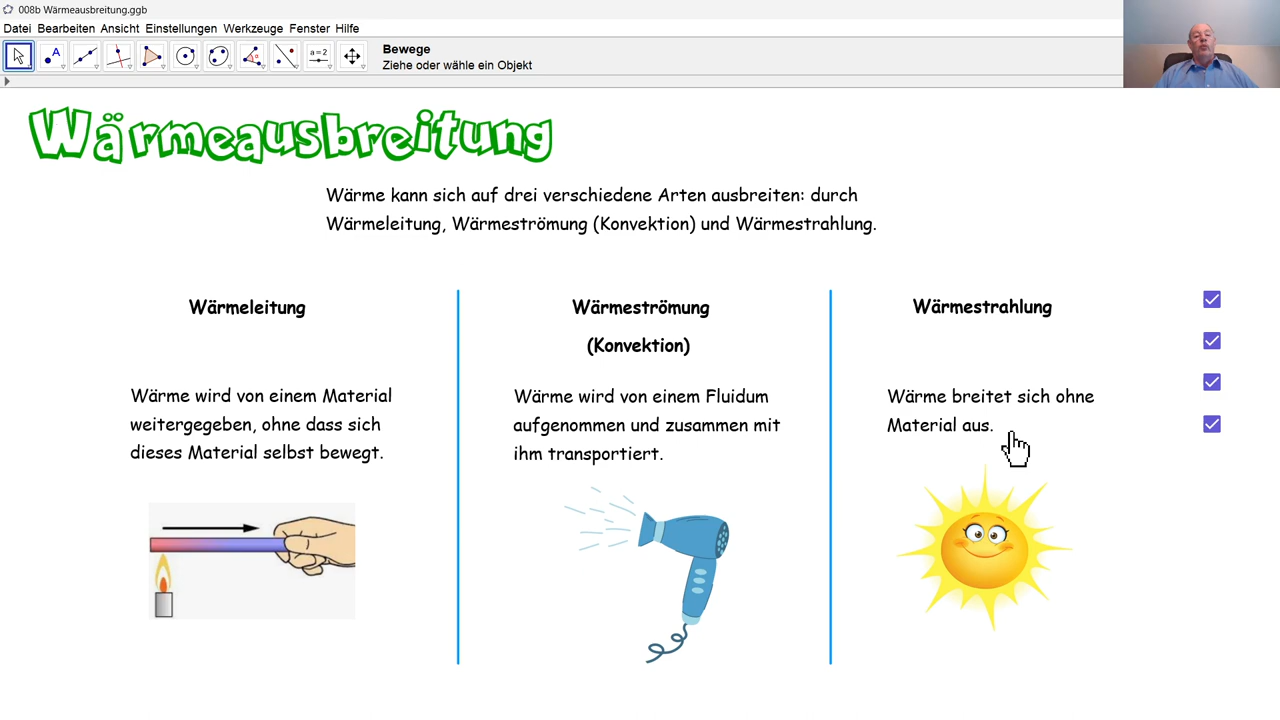 008b Wärmeausbreitung.ggb
Datei Bearbeiten Ansicht Einstellungen Werkzeuge Fenster Hilfe
A
a=2
Bewege
Ziehe oder wähle ein Objekt
Wärmeausbreitung
Wärme kann sich auf drei verschiedene Arten ausbreiten: durch
Wärmeleitung, Wärmeströmung (Konvektion) und Wärmestrahlung.
Wärmeleitung
Wärme wird von einem Material
weitergegeben, ohne dass sich
dieses Material selbst bewegt.
Wärmeströmung
(Konvektion)
Wärme wird von einem Fluidum
aufgenommen und zusammen mit
ihm transportiert.
Wärmestrahlung
Wärme breitet sich ohne
Material aus.